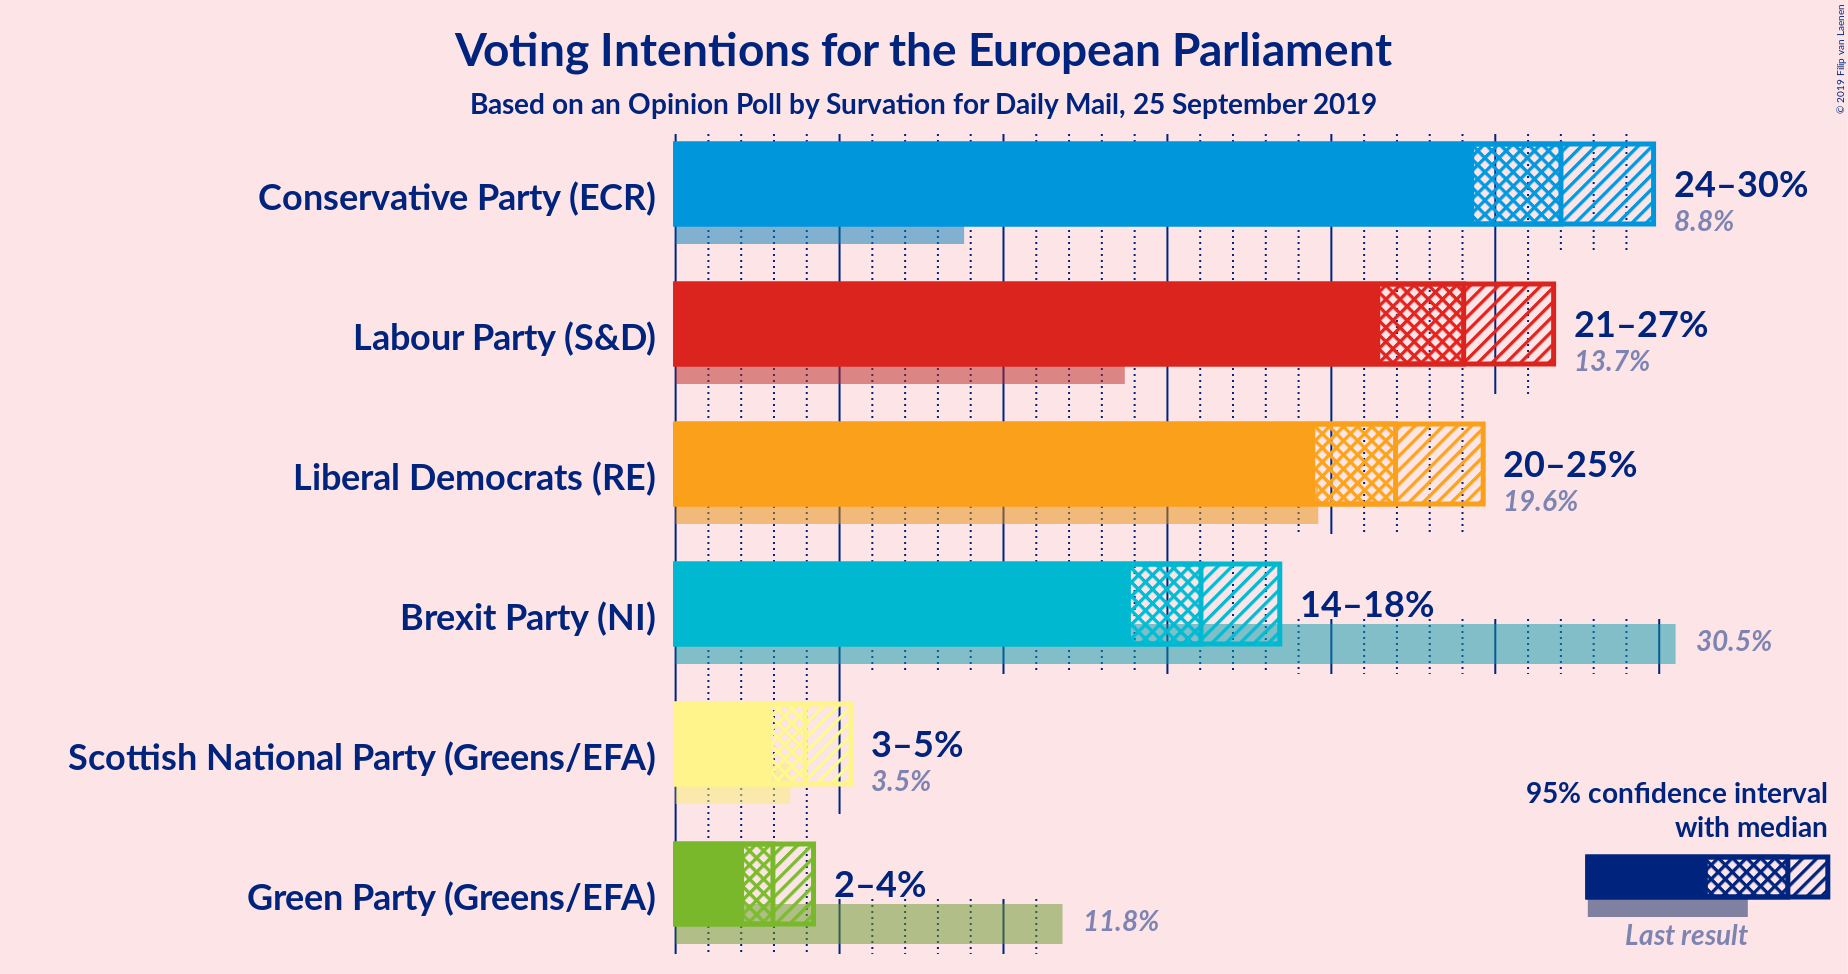 Voting Intentions for the European Parliament
Based on an Opinion Poll by Survation for Daily Mail, 25 September 2019
© 2019 Filip van Laenen
Conservative Party (ECR)
24–30%
8.8%
Labour Party (S&D)
21–27%
13.7%
Liberal Democrats (RE)
20–25%
19.6%
Brexit Party (NI)
14–18%
30.5%
Scottish National Party (Greens/EFA)
3–5%
3.5%
Green Party (Greens/EFA)
2–4%
11.8%
95% confidence interval
with median
Last result